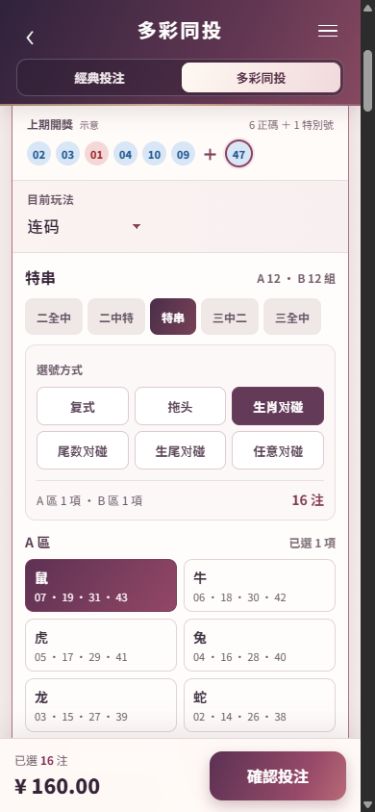 多彩同投
經典投注 多彩同投
上期開獎 示意 6 正碼 ＋ 1 特別號
02 03 01 04 10 09 + 47
目前玩法
连码
特串 A 12 · B 12 組
二全中 二中特 特串 三中二 三全中
選號方式
复式 拖头 生肖对碰
尾数对碰 生尾对碰 任意对碰
A 區 1 項 · B 區 1 項 16 注
A 區 已選 1 項
鼠 牛
07 · 19 · 31 · 43 06 · 18 · 30 · 42
虎 兔
05 · 17 · 29 · 41 04 · 16 · 28 · 40
龙 蛇
03 · 15 · 27 · 39 02 · 14 · 26 · 38
已選 16 注
¥ 160.00 確認投注